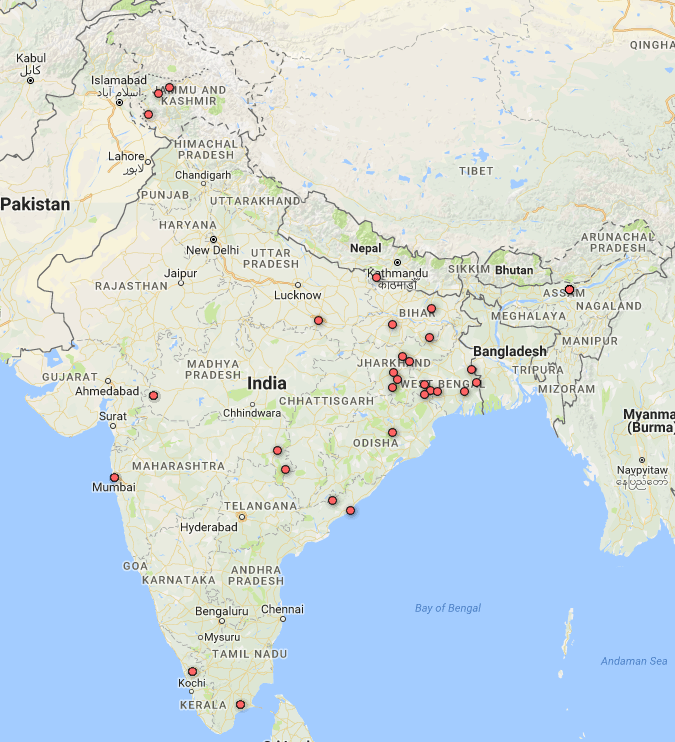 QINGHA
Kabul
کابل
Islamabad
اسلام آباد
JAMMU AND
KASHMIR
HIMACHAL
PRADESH
Lahore
لاہور
Chandigarh
TIBET
PUNJAB
UTTARAKHAND
Pakistan
HARYANA
New Delhi
ARUNACHAL
PRADESH
Nepal
UTTAR
PRADESH
SIKKIM
Bhutan
Kathmandu
काठमाडौं
Jaipur
RAJASTHAN
Lucknow
ASSAM
NAGALAND
BIHAR
MEGHALAYA
MANIPUR
Bangladesh
JHARKHAND
MADHYA
PRADESH
TRIPURA
GUJARAT
Ahmedabad
India
WEST BENGAL
MIZORAM
CHHATTISGARH
Surat
Chhindwara
Myanma
(Burma)
ODISHA
MAHARASHTRA
Naypyitaw
နေပြည်တော်
Mumbai
TELANGANA
Hyderabad
GOA
ANDHRA
PRADESH
KARNATAKA
Bengaluru
Chennai
Bay of Bengal
Mysuru
TAMIL NADU
Andaman Sea
Kochi
KERALA